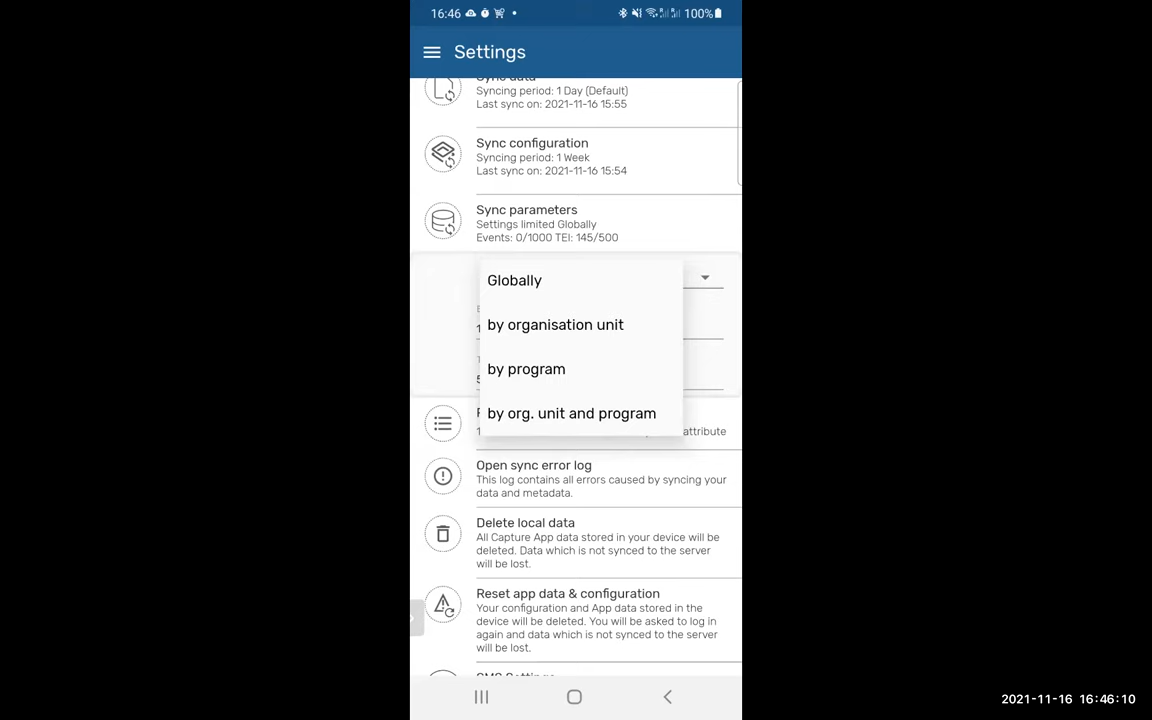 16:46
100%
Settings
Sync data
Syncing period: 1 Day (Default)
Last sync on: 2021-11-16 15:55
Sync configuration
Syncing period: 1 Week
Last sync on: 2021-11-16 15:54
Sync parameters
Settings limited Globally
Events: 0/1000 TEI: 145/500
Globally
by organisation unit
by program
by org. unit and program
attribute
Open sync error log
This log contains all errors caused by syncing your
data and metadata.
Delete local data
All Capture App data stored in your device will be
deleted. Data which is not synced to the server
will be lost.
Reset app data & configuration
Your configuration and App data stored in the
device will be deleted. You will be asked to log in
again and data which is not synced to the server
will be lost.
SMS Settings
2021-11-16 16:46:10